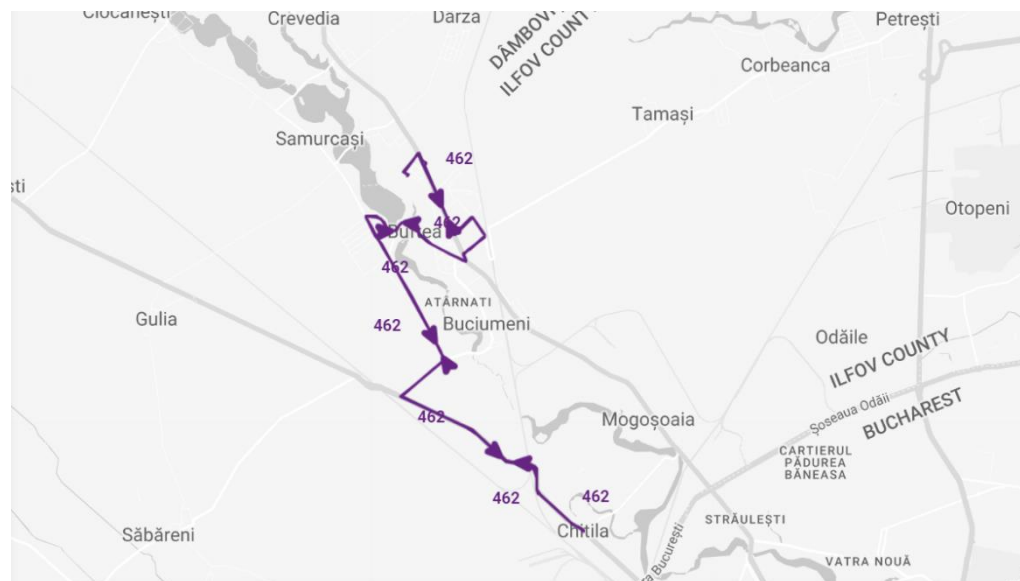 Ciocănești
Crevedia
Darza
Petrești
DÂMBOVIȚ
ILFOV COUNTY
Corbeanca
Tamași
Samurcași
462
ști
Otopeni
462
Buftea
462
ATÂRNATI
Gulia
462
Buciumeni
Odăile
ILFOV COUNTY
462
Mogoșoaia
Șoseaua Odăii
BUCHAREST
CARTIERUL
PĂDUREA
BĂNEASA
462
462
Săbăreni
Chitila
STRĂULEȘTI
VATRA NOUĂ
ra București